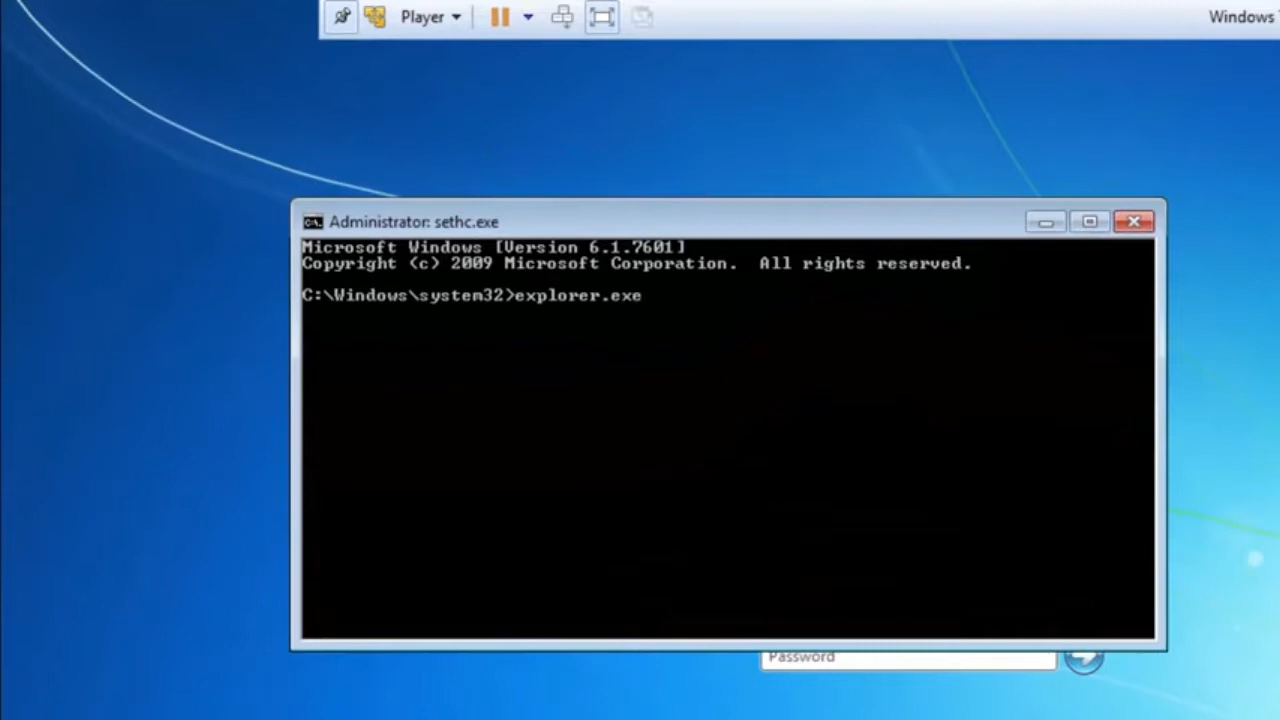 Player
Windows
Administrator: sethc.exe
Microsoft Windows [Version 6.1.7601]
Copyright (c) 2009 Microsoft Corporation.  All rights reserved.
C:\Windows\system32>explorer.exe
Password